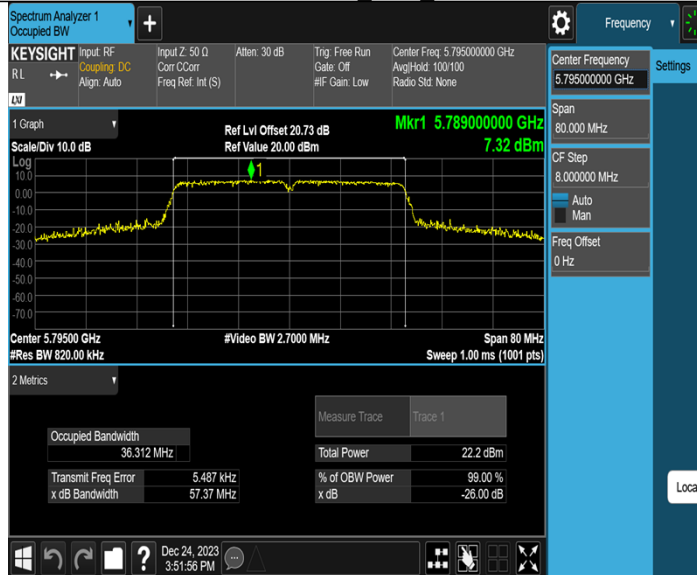 Spectrum Analyzer 1
Occupied BW
Frequency
KEYSIGHT
RL
LXI
Input: RF
Coupling: DC
Align: Auto
Input Z: 50 Ω
Corr CCorr
Freq Ref: Int (S)
Atten: 30 dB
Trig: Free Run
Gate: Off
#IF Gain: Low
Center Freq: 5.795000000 GHz
Avg|Hold: 100/100
Radio Std: None
Center Frequency
5.795000000 GHz
Settings
Span
80.000 MHz
CF Step
8.000000 MHz
Auto
Man
Freq Offset
0 Hz
Local
1 Graph
Scale/Div 10.0 dB
Ref Lvl Offset 20.73 dB
Ref Value 20.00 dBm
Mkr1 5.789000000 GHz
7.32 dBm
Log
10.0
0.00
-10.0
-20.0
-30.0
-40.0
-50.0
-60.0
-70.0
1
Center 5.79500 GHz
#Video BW 2.7000 MHz
Span 80 MHz
#Res BW 820.00 kHz
Sweep 1.00 ms (1001 pts)
2 Metrics
Measure Trace
Trace 1
Occupied Bandwidth
36.312 MHz
Total Power
22.2 dBm
Transmit Freq Error
5.487 kHz
% of OBW Power
99.00 %
x dB Bandwidth
57.37 MHz
x dB
-26.00 dB
?
Dec 24, 2023
3:51:56 PM